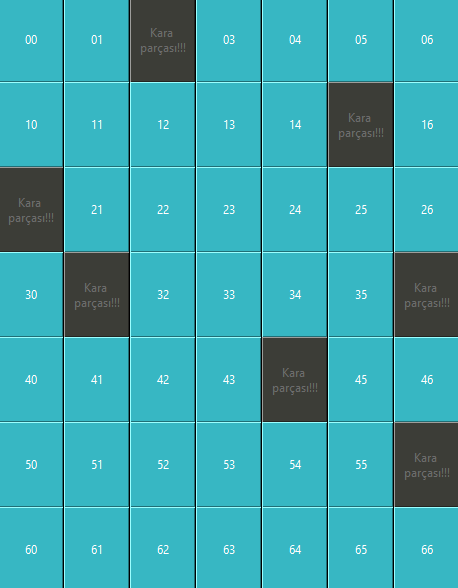 00 01 Kara parçası!!! 03 04 05 06
10 11 12 13 14 Kara parçası!!! 16
Kara parçası!!! 21 22 23 24 25 26
30 Kara parçası!!! 32 33 34 35 Kara parçası!!!
40 41 42 43 Kara parçası!!! 45 46
50 51 52 53 54 55 Kara parçası!!!
60 61 62 63 64 65 66